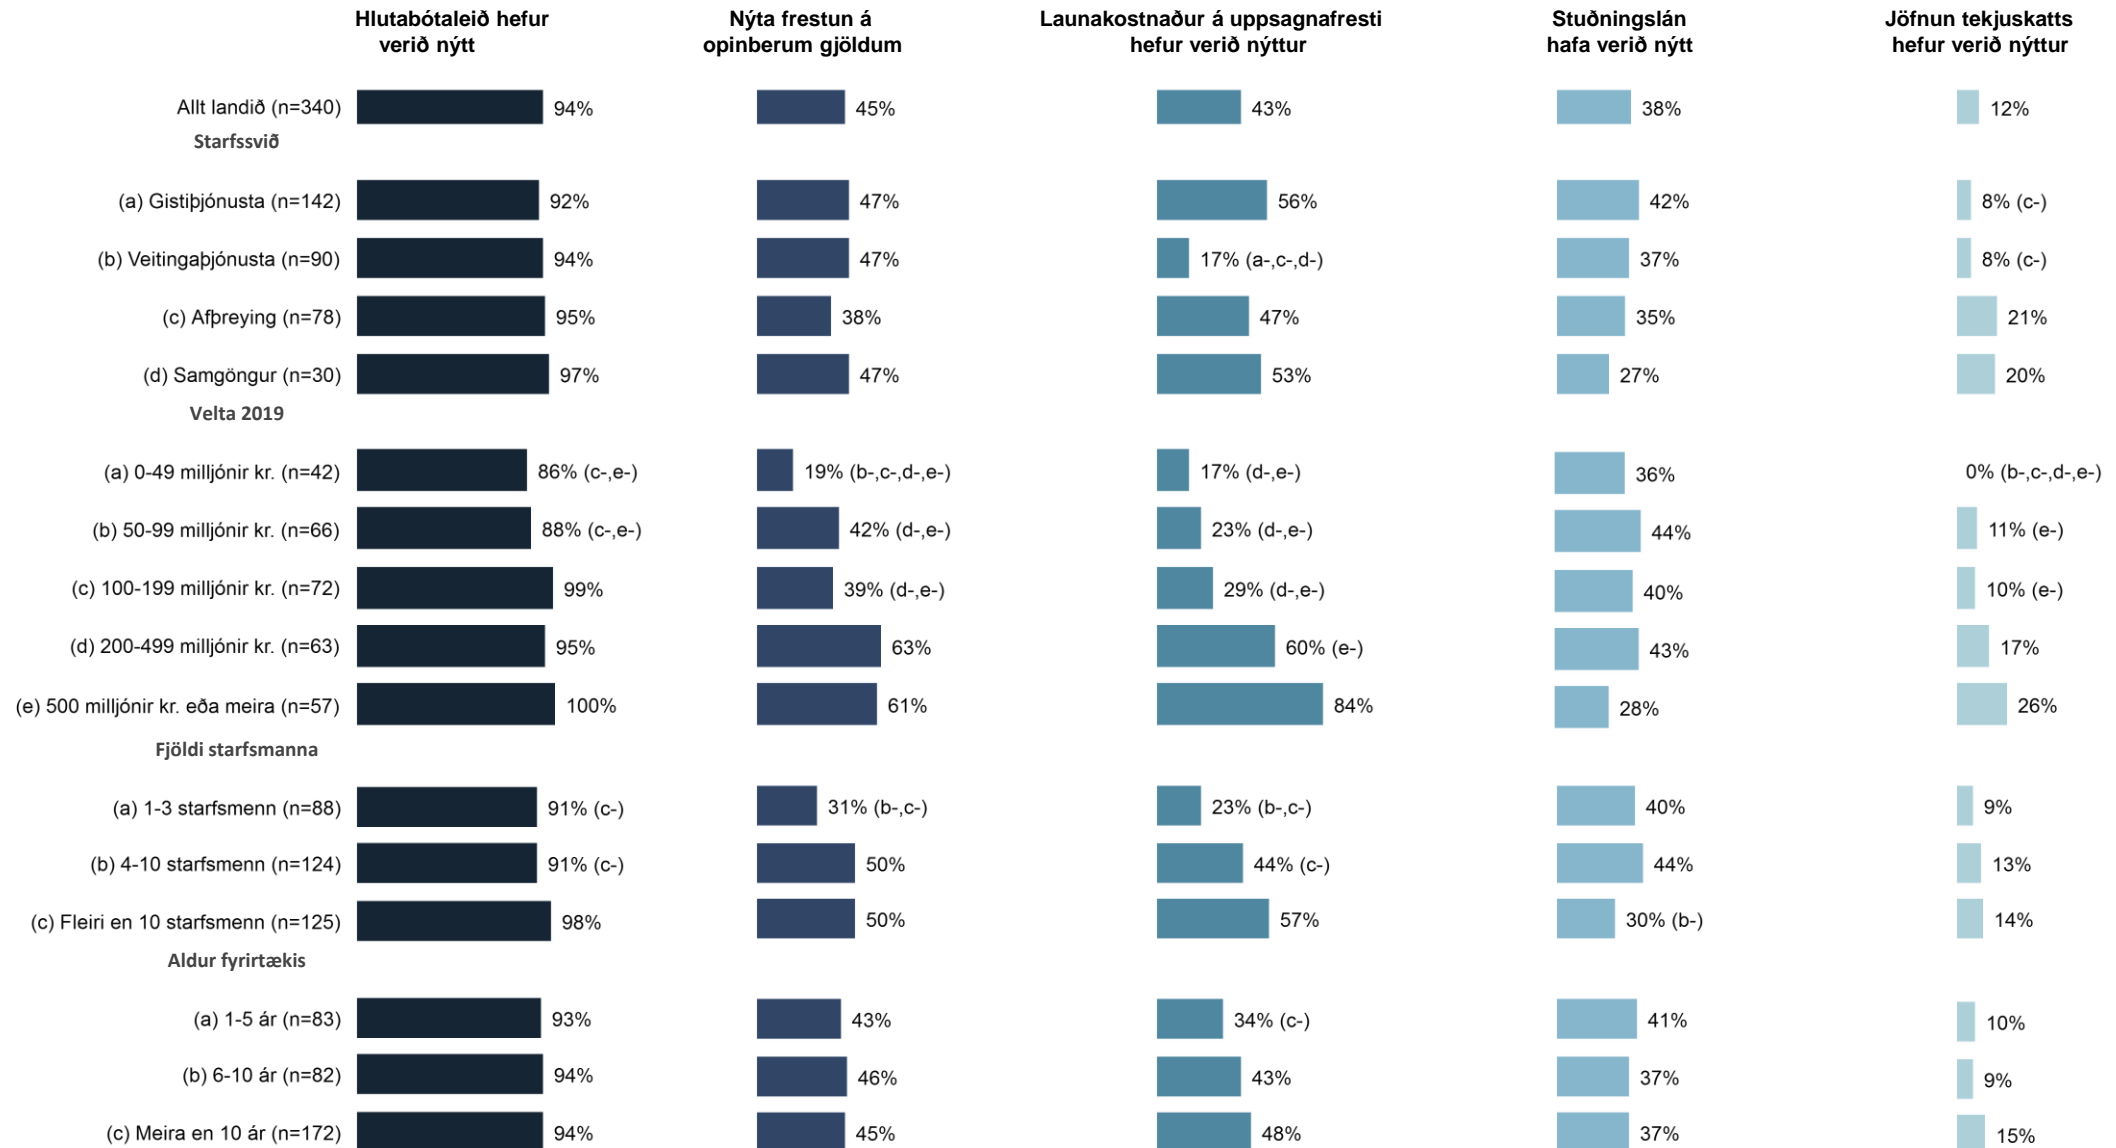 Hlutabótaleið hefur
verið nýtt
Nýta frestun á
opinberum gjöldum
Launakostnaður á uppsagnafresti
hefur verið nýttur
Stuðningslán
hafa verið nýtt
Jöfnun tekjuskatts
hefur verið nýttur
Allt landið (n=340) 94% 45% 43% 38% 12%
Starfssvið
(a) Gistiþjónusta (n=142) 92% 47% 56% 42% 8% (c-)
(b) Veitingaþjónusta (n=90) 94% 47% 17% (a-,c-,d-) 37% 8% (c-)
(c) Afþreying (n=78) 95% 38% 47% 35% 21%
(d) Samgöngur (n=30) 97% 47% 53% 27% 20%
Velta 2019
(a) 0-49 milljónir kr. (n=42) 86% (c-,e-) 19% (b-,c-,d-,e-) 17% (d-,e-) 36% 0% (b-,c-,d-,e-)
(b) 50-99 milljónir kr. (n=66) 88% (c-,e-) 42% (d-,e-) 23% (d-,e-) 44% 11% (e-)
(c) 100-199 milljónir kr. (n=72) 99% 39% (d-,e-) 29% (d-,e-) 40% 10% (e-)
(d) 200-499 milljónir kr. (n=63) 95% 63% 60% (e-) 43% 17%
(e) 500 milljónir kr. eða meira (n=57) 100% 61% 84% 28% 26%
Fjöldi starfsmanna
(a) 1-3 starfsmenn (n=88) 91% (c-) 31% (b-,c-) 23% (b-,c-) 40% 9%
(b) 4-10 starfsmenn (n=124) 91% (c-) 50% 44% (c-) 44% 13%
(c) Fleiri en 10 starfsmenn (n=125) 98% 50% 57% 30% (b-) 14%
Aldur fyrirtækis
(a) 1-5 ár (n=83) 93% 43% 34% (c-) 41% 10%
(b) 6-10 ár (n=82) 94% 46% 43% 37% 9%
(c) Meira en 10 ár (n=172) 94% 45% 48% 37% 15%